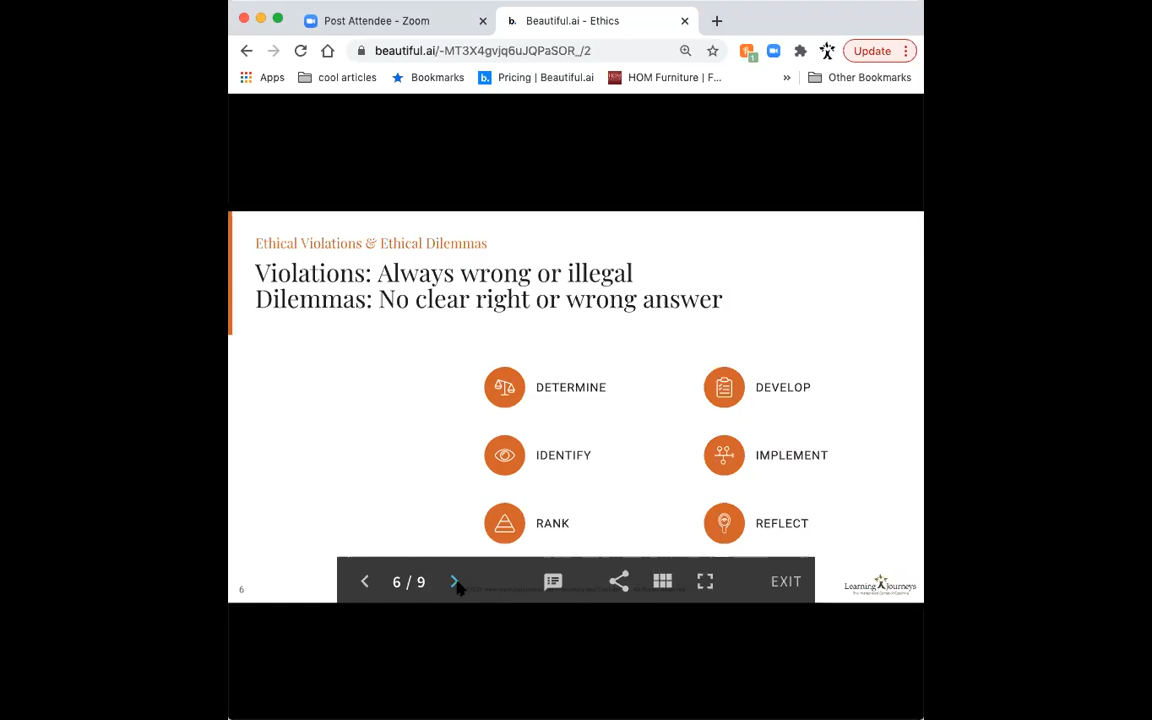 Post Attendee - Zoom
b. Beautiful.ai - Ethics
beautiful.ai/-MT3X4gvjq6uJQPaSOR_/2
1
Update
Apps
cool articles
Bookmarks
b. Pricing | Beautiful.ai
HOM HOM Furniture | F...
Other Bookmarks
Ethical Violations & Ethical Dilemmas
Violations: Always wrong or illegal
Dilemmas: No clear right or wrong answer
DETERMINE
DEVELOP
IDENTIFY
IMPLEMENT
RANK
REFLECT
6 / 9
EXIT
6
Learning Journeys